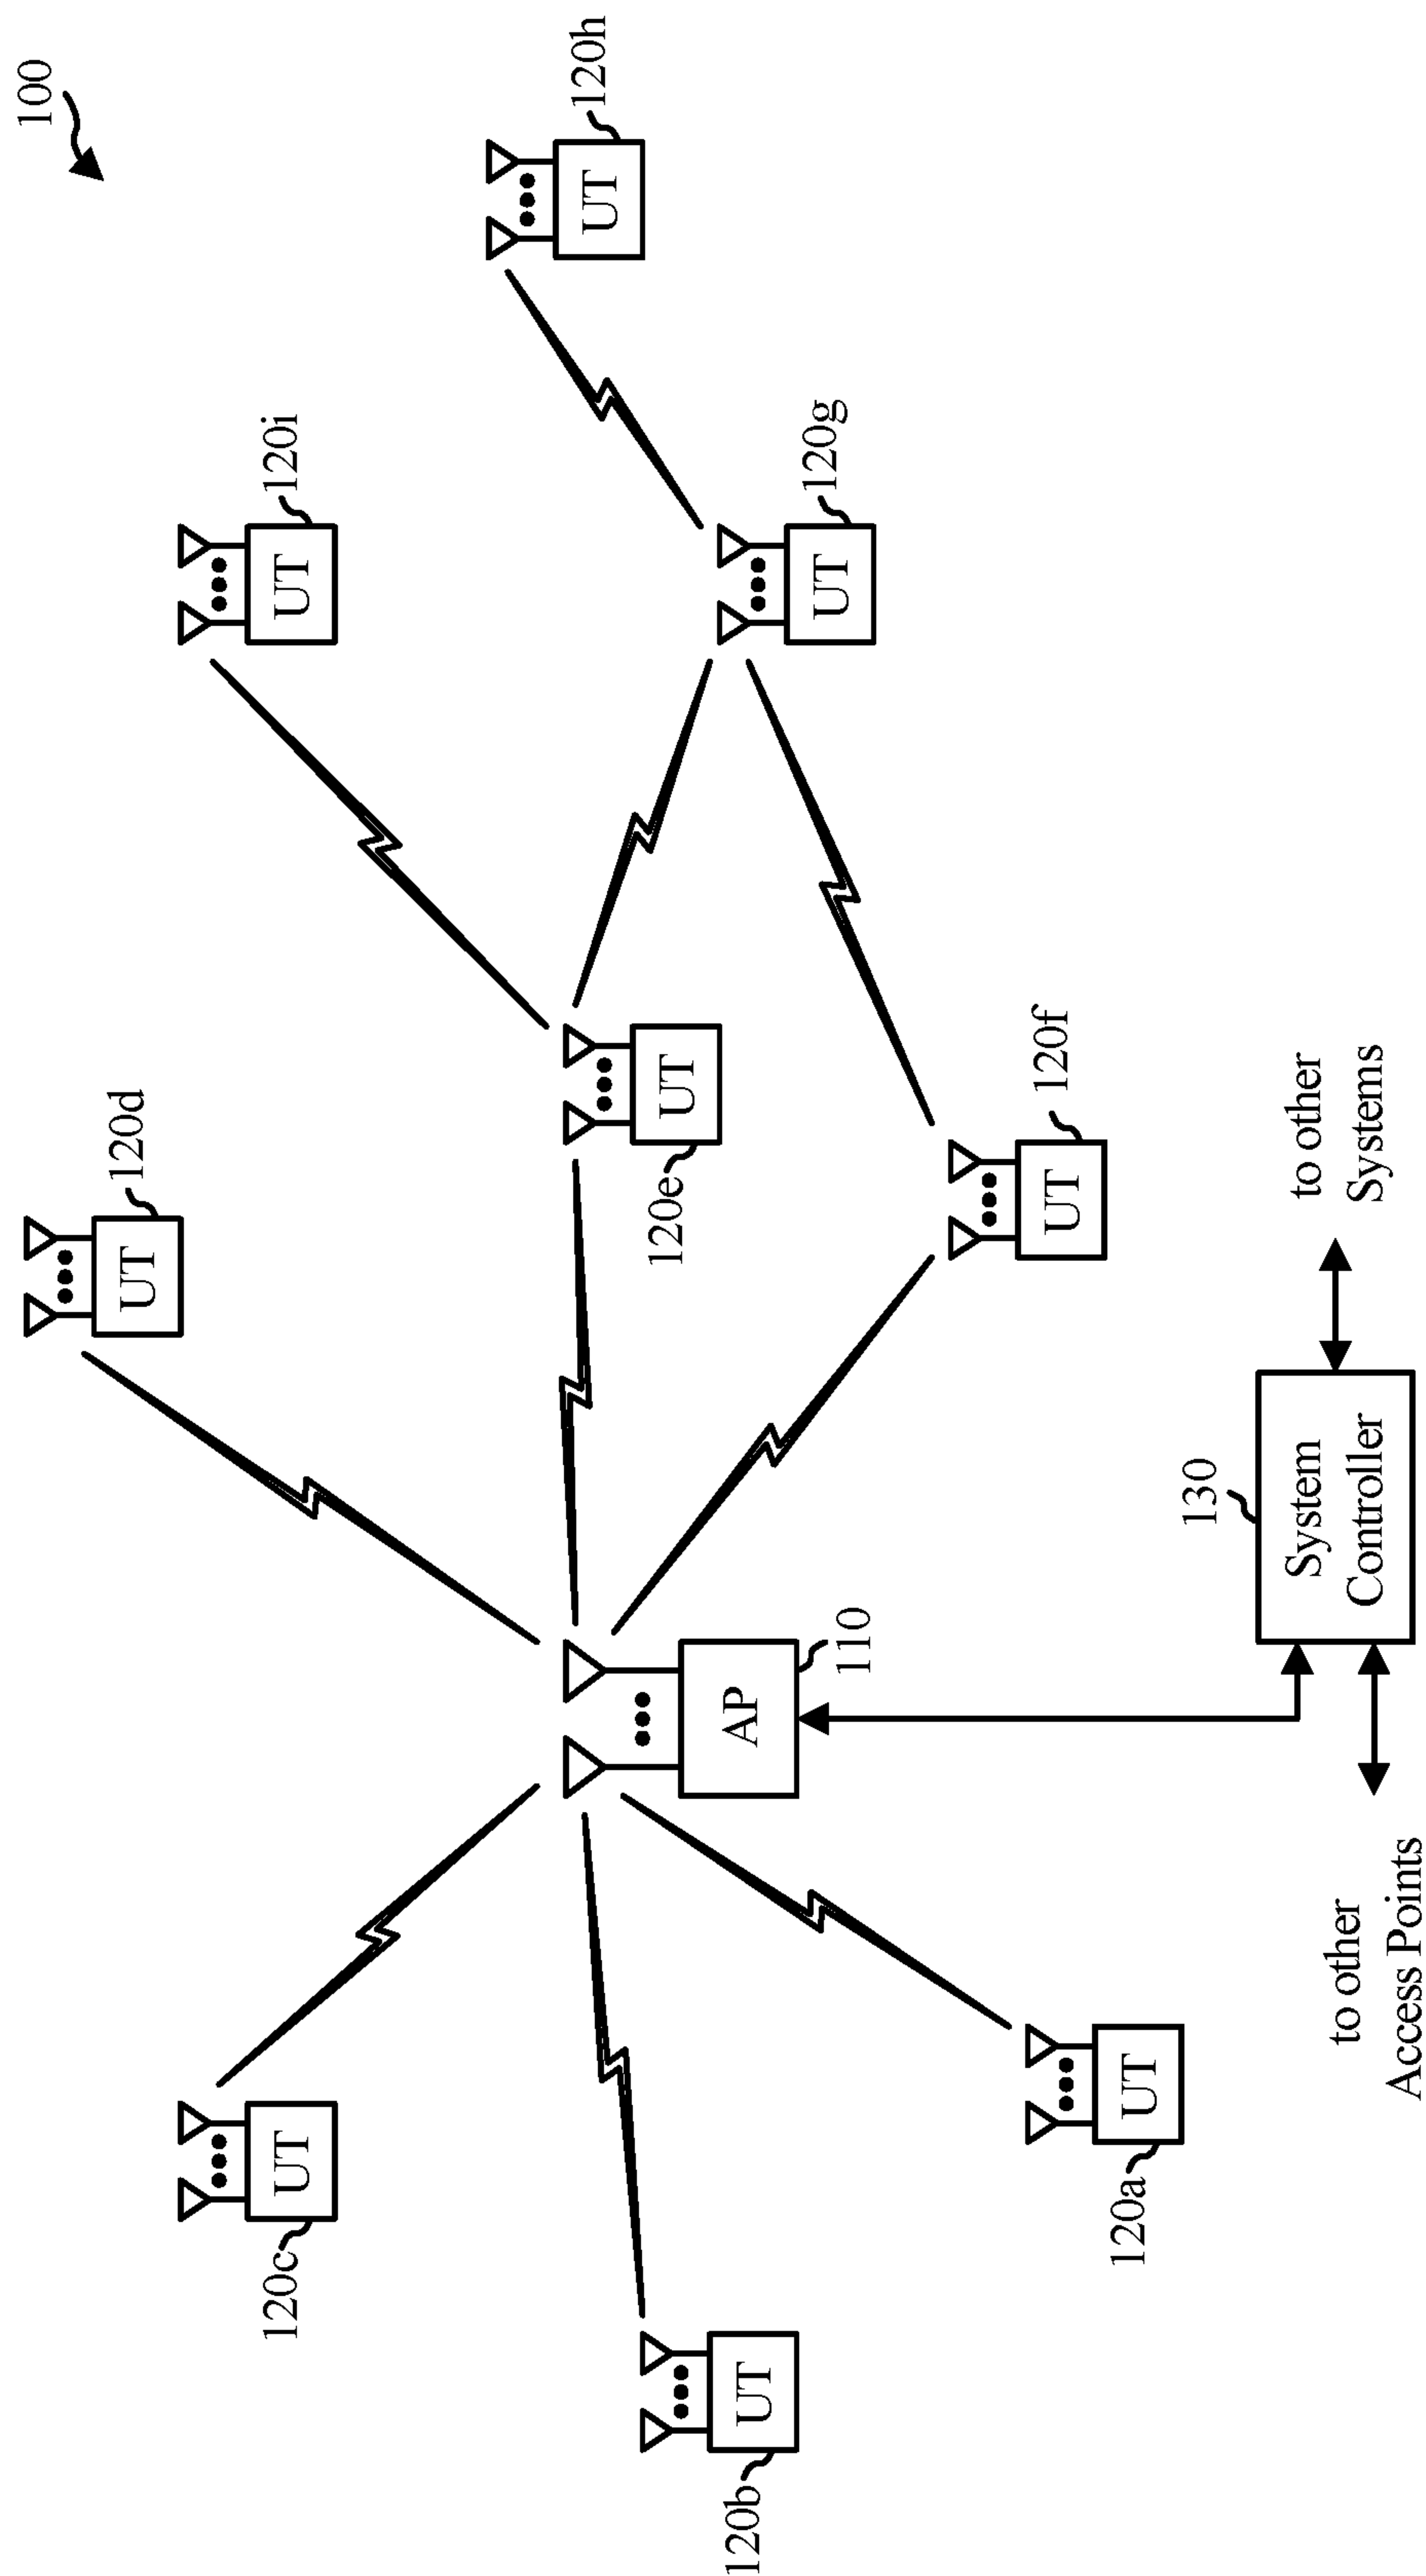 100
120d
UT
120i
UT
120h
UT
120c
UT
120e
UT
120g
UT
AP
110
120b
UT
120f
UT
120a
UT
130
System
Controller
to other
Systems
to other
Access Points